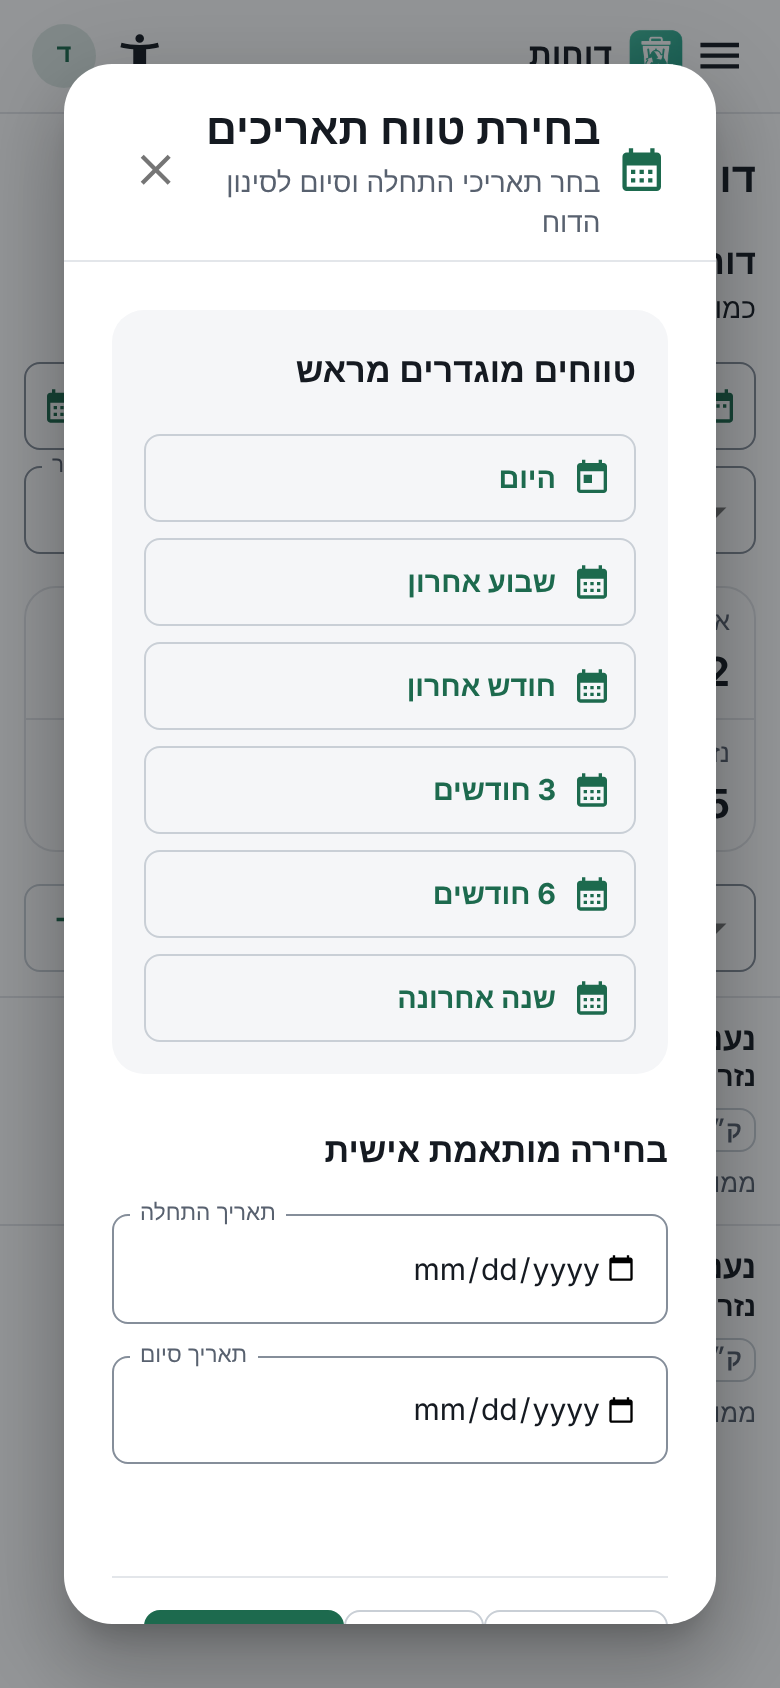 דוחות
ד
בחירת טווח תאריכים
בחר תאריכי התחלה וסיום לסינון
הדוח
טווחים מוגדרים מראש
היום
שבוע אחרון
חודש אחרון
3 חודשים
6 חודשים
שנה אחרונה
בחירה מותאמת אישית
תאריך התחלה
mm/dd/yyyy
תאריך סיום
mm/dd/yyyy